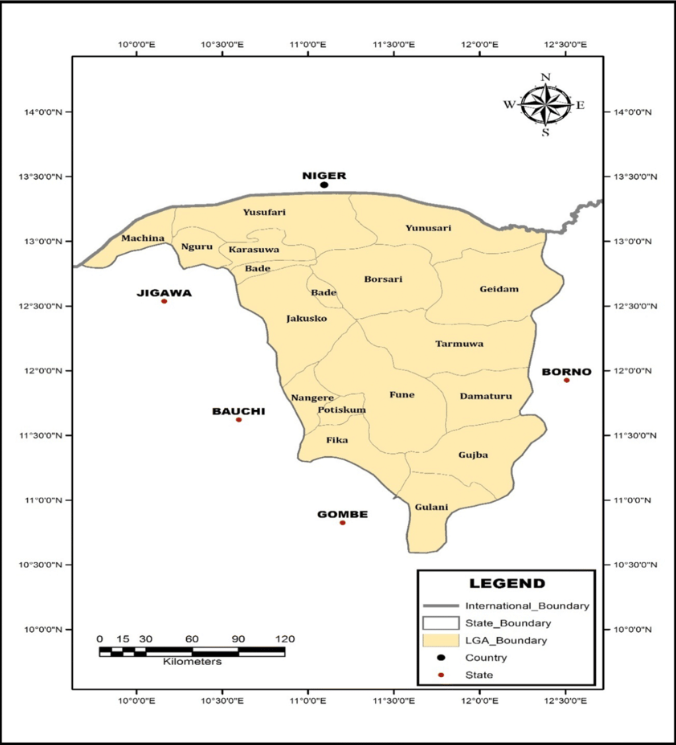 10°0'0"E 10°30'0"E 11°0'0"E 11°30'0"E 12°0'0"E 12°30'0"E
N
W E
S
14°0'0"N 14°0'0"N
NIGER
13°30'0"N 13°30'0"N
Yusufari
Yunusari
Machina
13°0'0"N 13°0'0"N
Nguru
Karasuwa
Bade
Borsari
Geidam
JIGAWA
Bade
12°30'0"N 12°30'0"N
Jakusko
Tarmuwa
12°0'0"N 12°0'0"N
BORNO
Nangere
Fune
Damaturu
Potiskum
BAUCHI
11°30'0"N 11°30'0"N
Fika
Gujba
11°0'0"N 11°0'0"N
Gulani
GOMBE
10°30'0"N 10°30'0"N
LEGEND
International_Boundary
State_Boundary
LGA_Boundary
Country
State
10°0'0"N 10°0'0"N
0 15 30 60 90 120
Kilometers
10°0'0"E 10°30'0"E 11°0'0"E 11°30'0"E 12°0'0"E 12°30'0"E